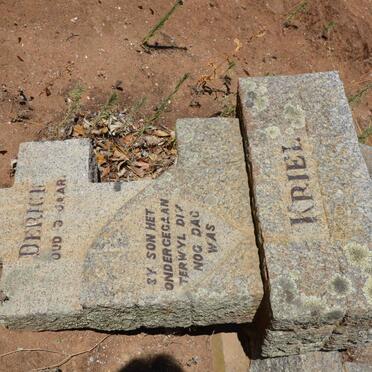 DERICK
OUD 3 JAAR.
SY SON HET
ONDERGEGAAN
TERWYL DIT
NOG DAG
WAS
KRIEL